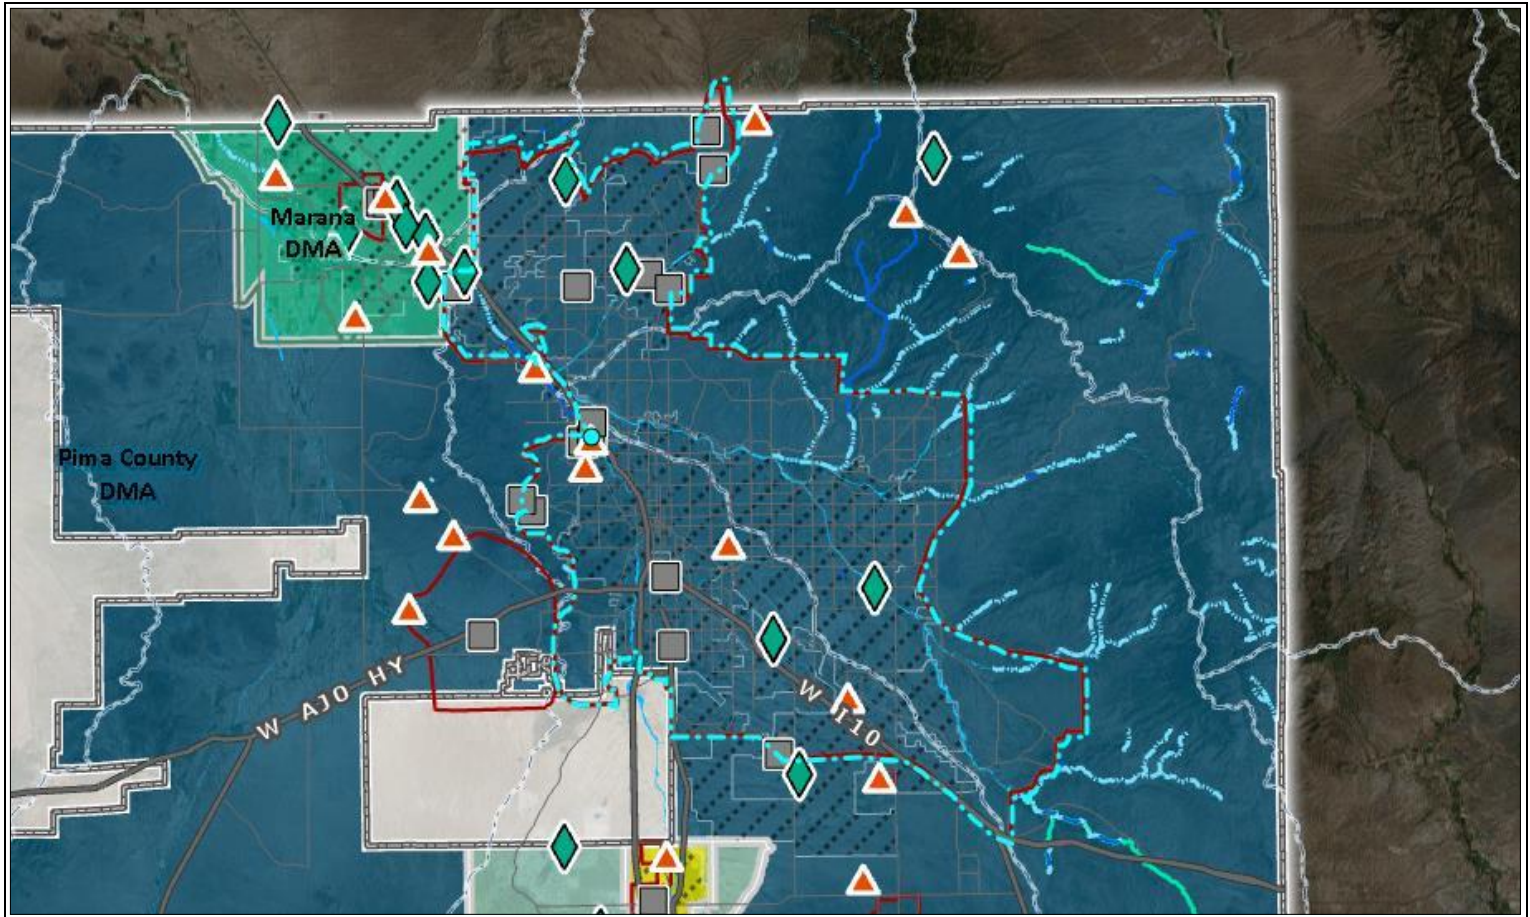 Marana
DMA
Pima County
DMA
W AJO HY
W I10